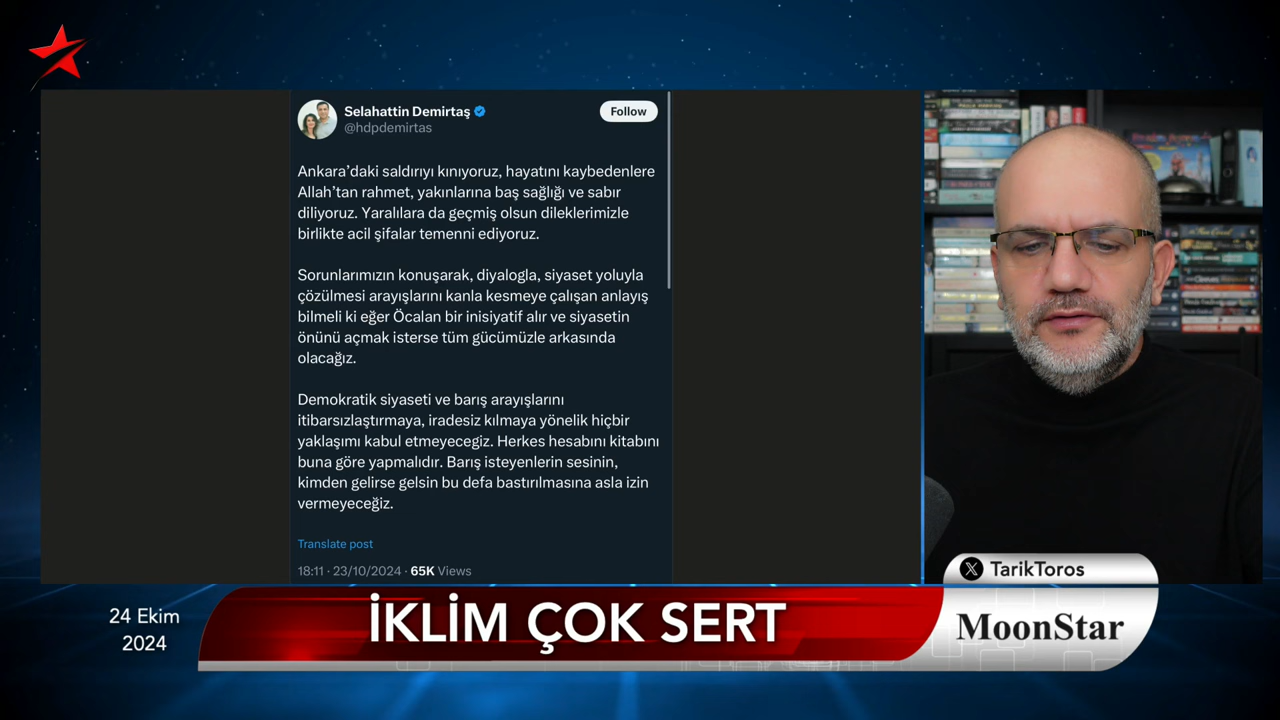 Selahattin Demirtaş
Follow
@hdpdemirtas
Ankara’daki saldırıyı kınıyoruz, hayatını kaybedenlere
Allah’tan rahmet, yakınlarına baş sağlığı ve sabır
diliyoruz. Yaralılara da geçmiş olsun dileklerimizle
birlikte acil şifalar temenni ediyoruz.
Sorunlarımızın konuşarak, diyalogla, siyaset yoluyla
çözülmesi arayışlarını kanla kesmeye çalışan anlayış
bilmeli ki eğer Öcalan bir inisiyatif alır ve siyasetin
önünü açmak isterse tüm gücümüzle arkasında
olacağız.
Demokratik siyaseti ve barış arayışlarını
itibarsızlaştırmaya, iradesiz kılmaya yönelik hiçbir
yaklaşımı kabul etmeyecegiz. Herkes hesabını kitabını
buna göre yapmalıdır. Barış isteyenlerin sesinin,
kimden gelirse gelsin bu defa bastırılmasına asla izin
vermeyeceğiz.
Translate post
18:11 · 23/10/2024 · 65K Views
TarikToros
24 Ekim
2024
İKLİM ÇOK SERT
MoonStar